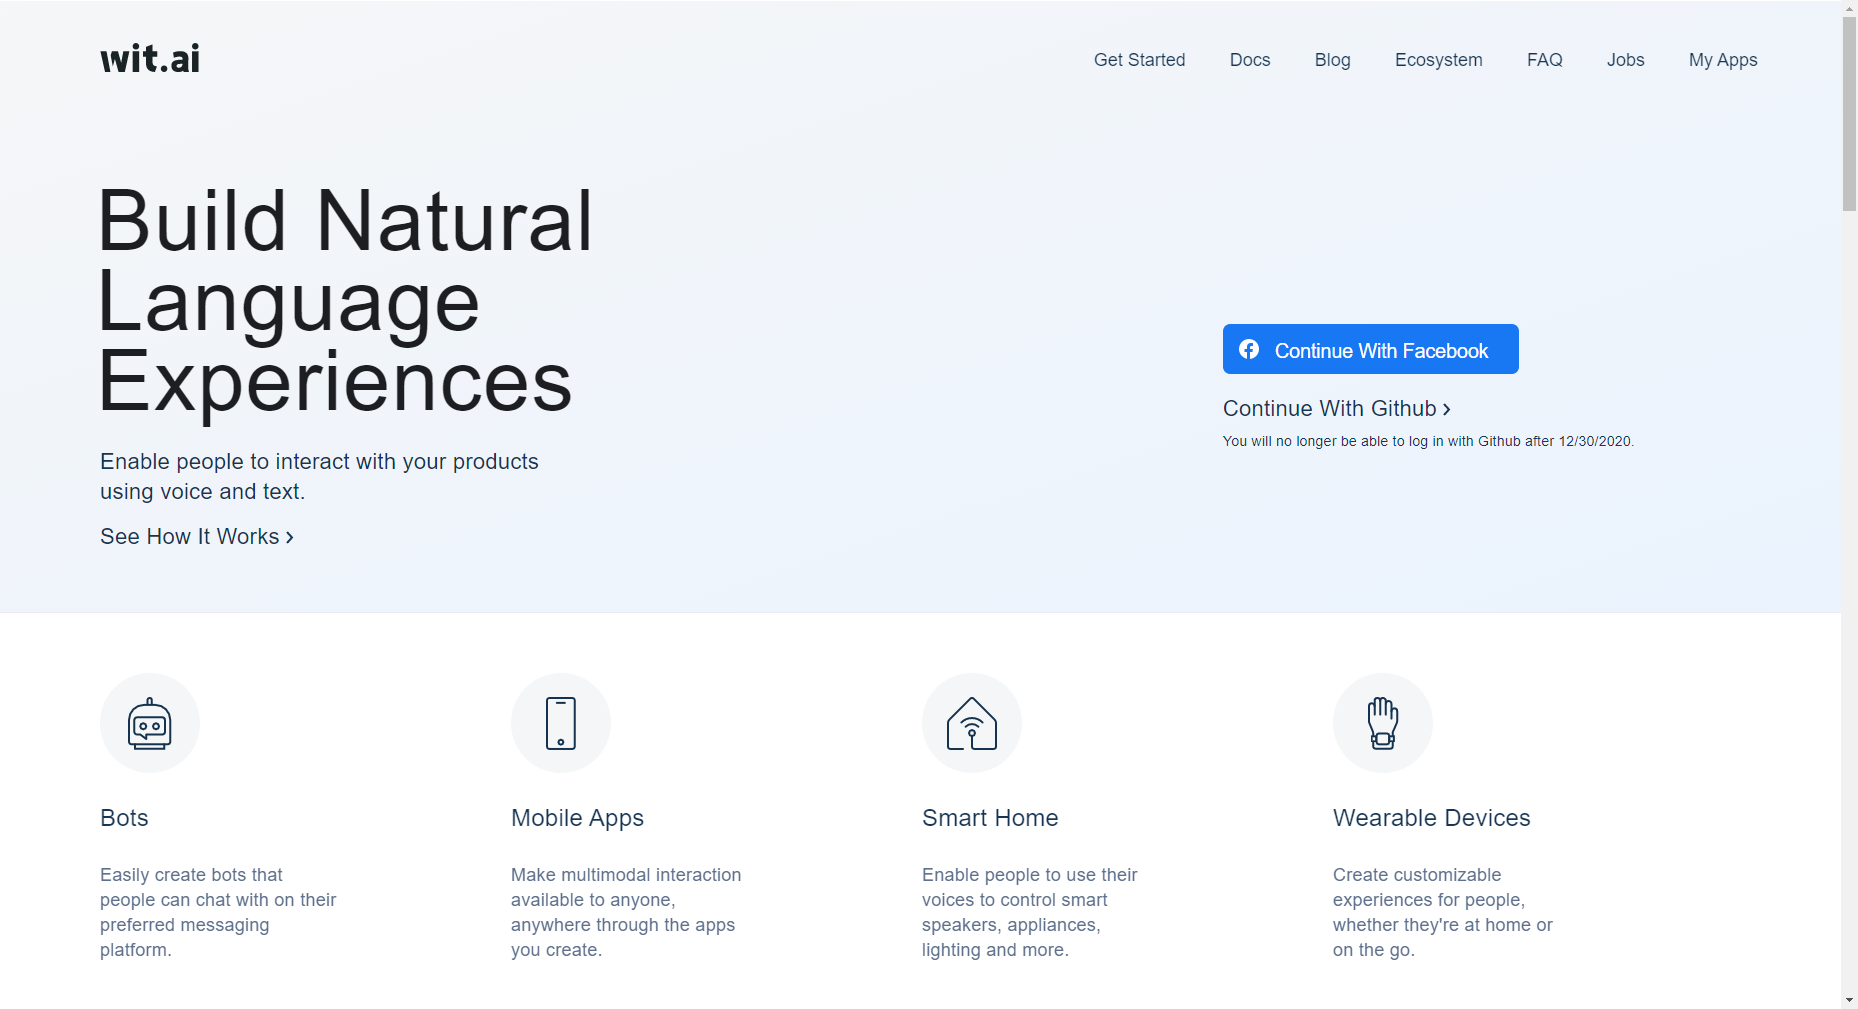 wit.ai
Get Started Docs Blog Ecosystem FAQ Jobs My Apps
Build Natural
Language
Experiences
Enable people to interact with your products
using voice and text.
See How It Works ›
Continue With Facebook
Continue With Github ›
You will no longer be able to log in with Github after 12/30/2020.
Bots
Easily create bots that
people can chat with on their
preferred messaging
platform.
Mobile Apps
Make multimodal interaction
available to anyone,
anywhere through the apps
you create.
Smart Home
Enable people to use their
voices to control smart
speakers, appliances,
lighting and more.
Wearable Devices
Create customizable
experiences for people,
whether they're at home or
on the go.